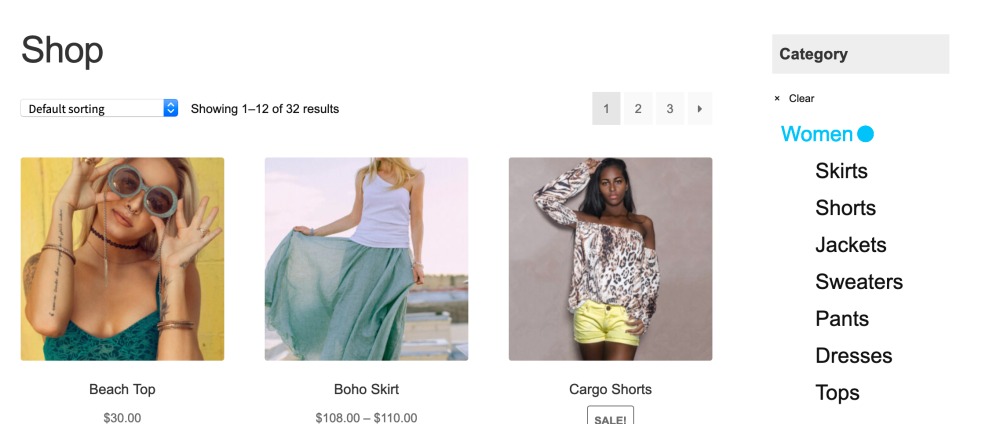 Shop
Category
Default sorting
Showing 1–12 of 32 results
1 2 3
× Clear
Women
Skirts
Shorts
Jackets
Sweaters
Pants
Dresses
Tops
Beach Top
Boho Skirt
Cargo Shorts
$30.00
$108.00 – $110.00
SALE!